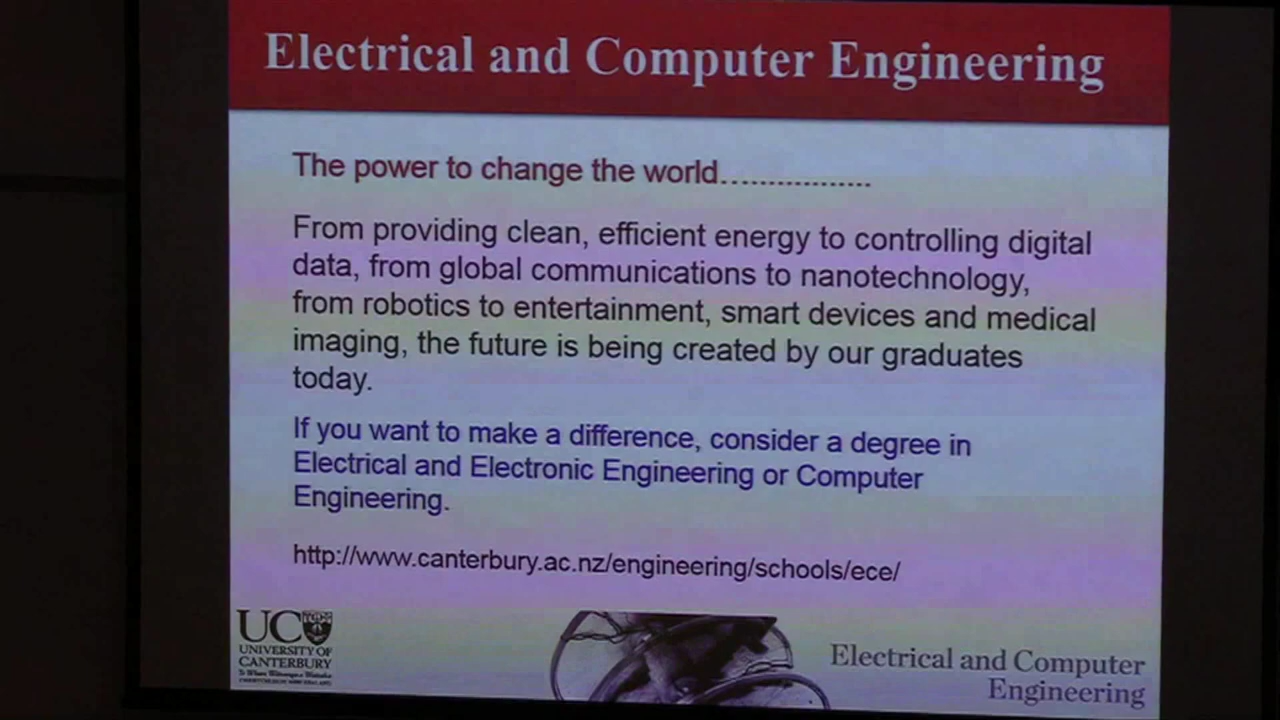 Electrical and Computer Engineering
The power to change the world.................
From providing clean, efficient energy to controlling digital
data, from global communications to nanotechnology,
from robotics to entertainment, smart devices and medical
imaging, the future is being created by our graduates
today.
If you want to make a difference, consider a degree in
Electrical and Electronic Engineering or Computer
Engineering.
http://www.canterbury.ac.nz/engineering/schools/ece/
UC
UNIVERSITY OF
CANTERBURY
Electrical and Computer
Engineering